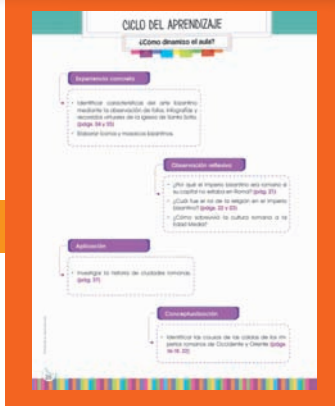 CICLO DEL APRENDIZAJE
¿Cómo dinamizo el aula?
Experiencia concreta
• Identificar características del arte bizantino
mediante la observación de fotos, infografías y
recorridos virtuales de la Iglesia de Santa Sofía.
• Elaborar íconos y mosaicos bizantinos.
Observación reflexiva
- ¿Por qué el Imperio bizantino era romano si
su capital no estaba en Roma?
- ¿Cuál fue el rol de la religión en el Imperio
bizantino?
- ¿Cómo sobrevivió la cultura romana a la
Edad Media?
Aplicación
• Investigar la historia de ciudades romanas.
Conceptualización
• Identificar las causas de las caídas de los im-
perios romanos de Occidente y Oriente